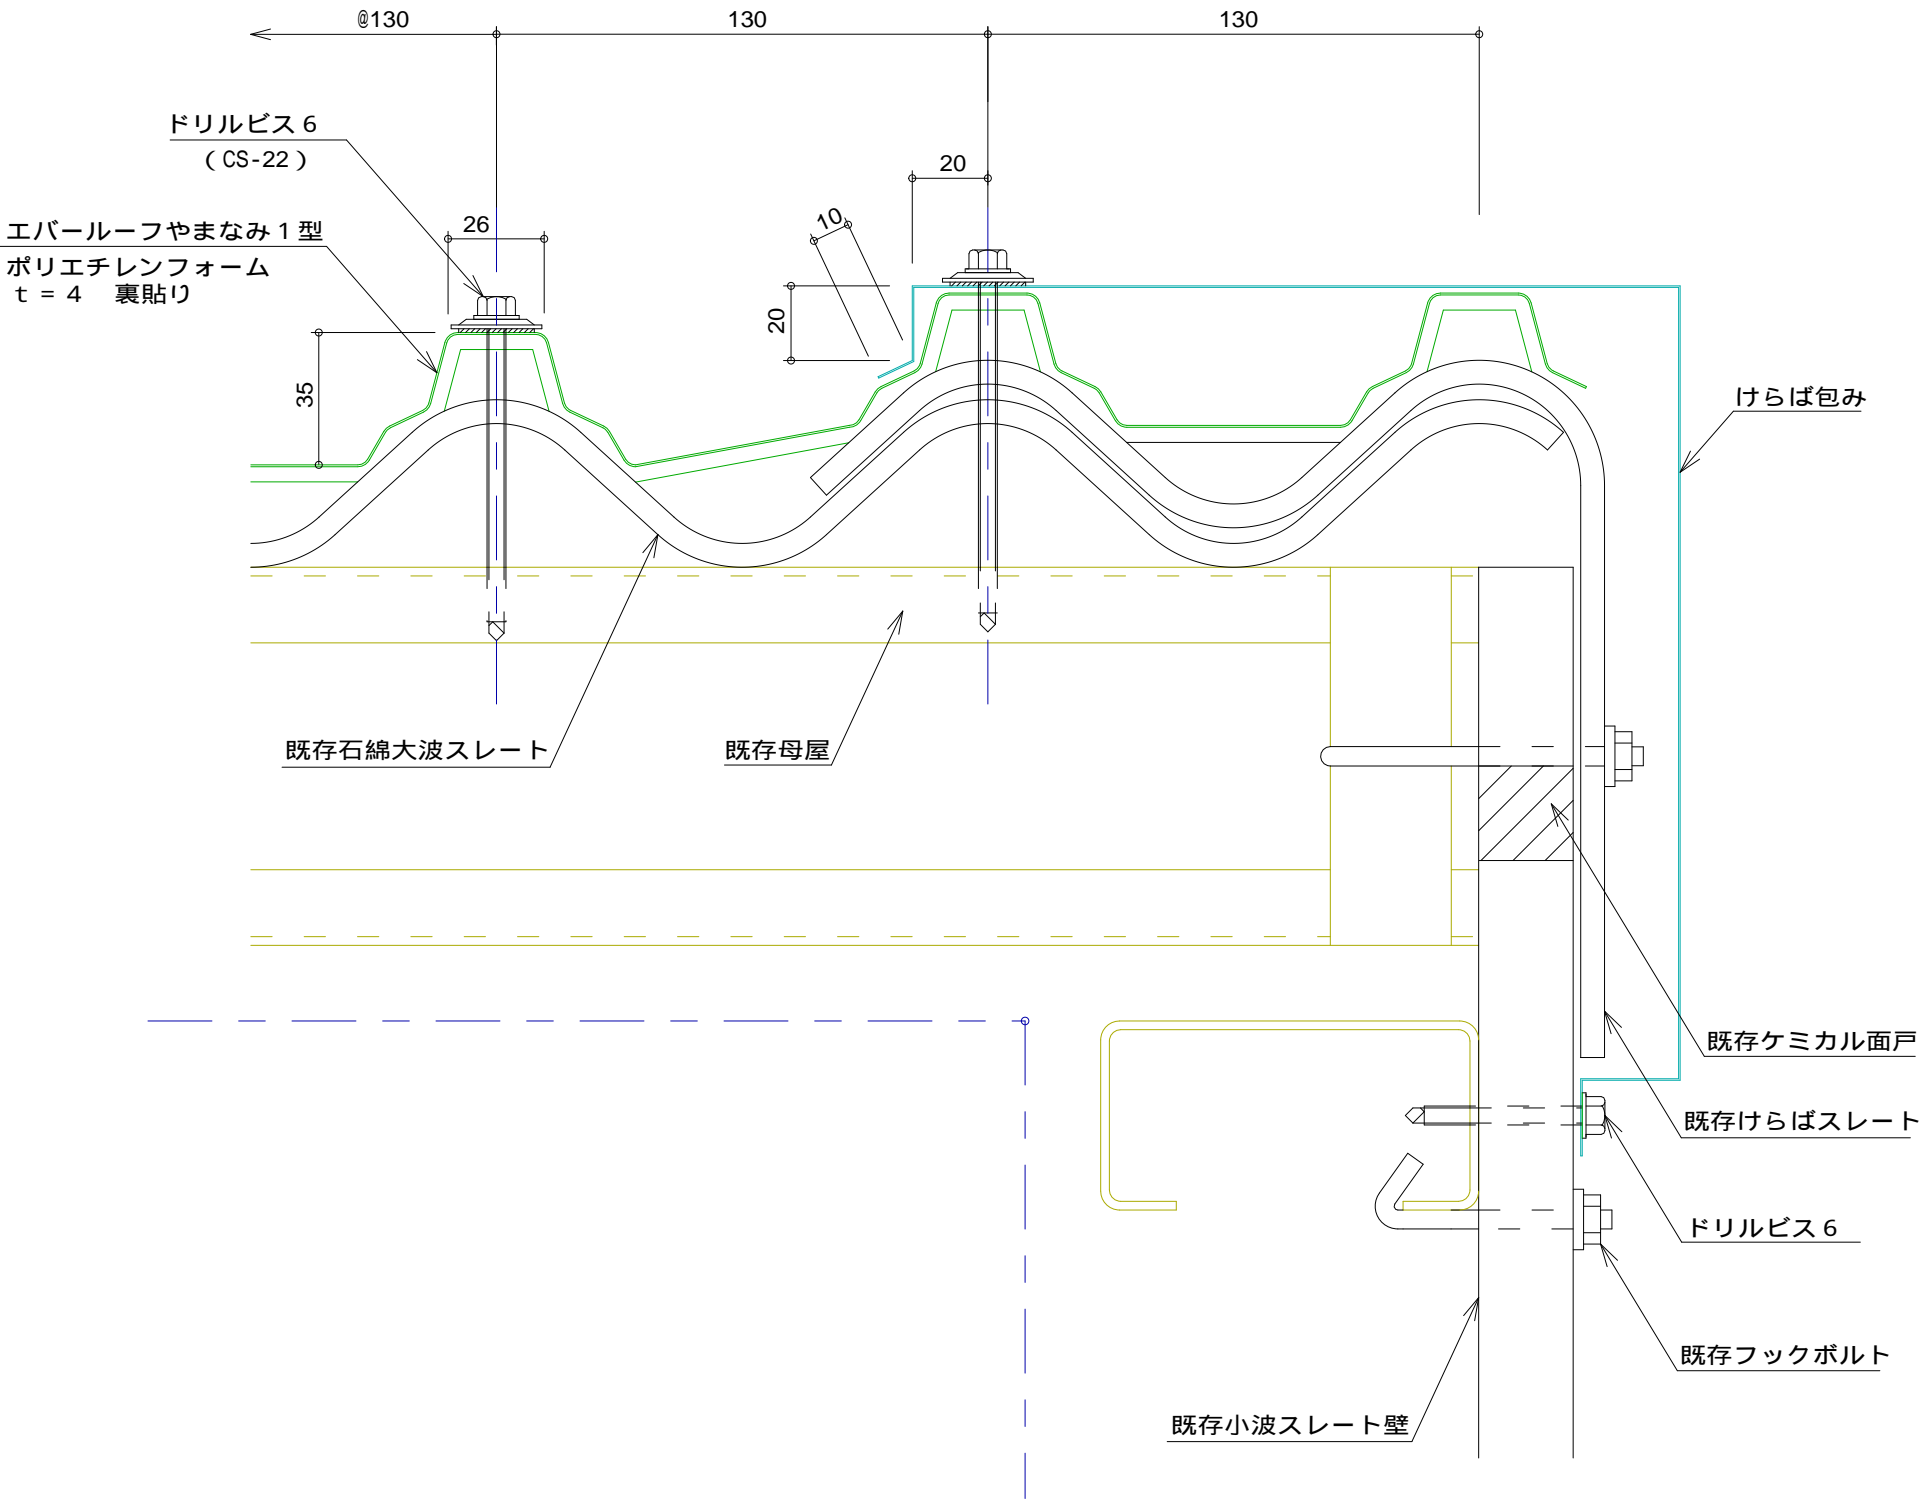 @130
130
130
ドリルビス6
(CS-22)
20
10
エバールーフやまなみ1型
26
ポリエチレンフォーム
t=4 裏貼り
20
35
けらば包み
既存石綿大波スレート
既存母屋
既存ケミカル面戸
既存けらばスレート
ドリルビス6
既存フックボルト
既存小波スレート壁